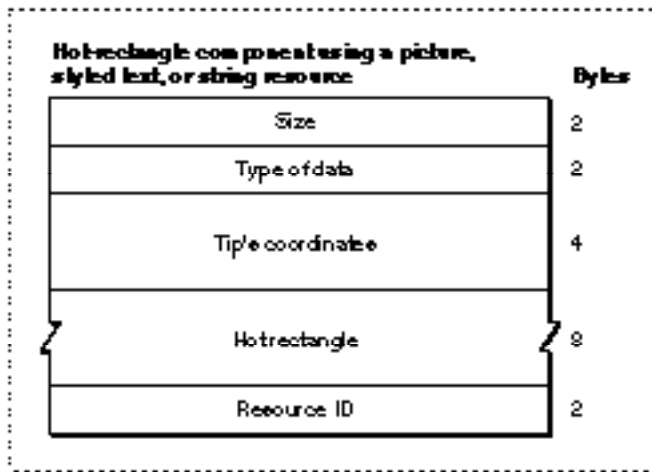 Hot-rectangle component using a picture,
styled text, or string resource Bytes
Size 2
Type of data 2
Tip's coordinates 4
Hot rectangle 8
Resource ID 2